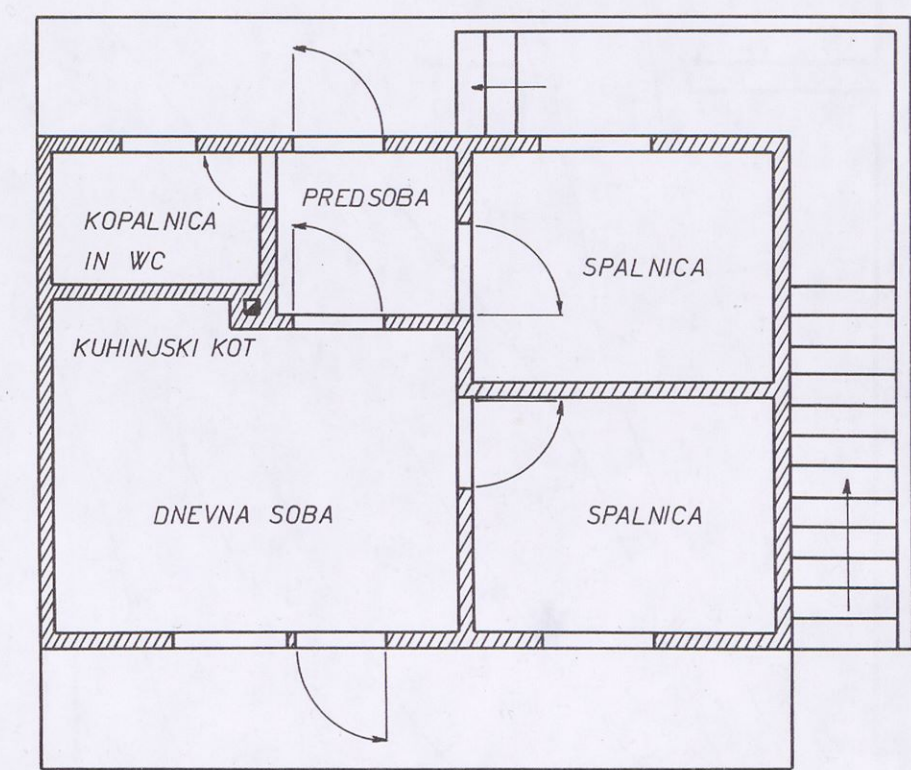 PREDSOBA
KOPALNICA
IN WC
SPALNICA
KUHINJSKI KOT
DNEVNA SOBA
SPALNICA